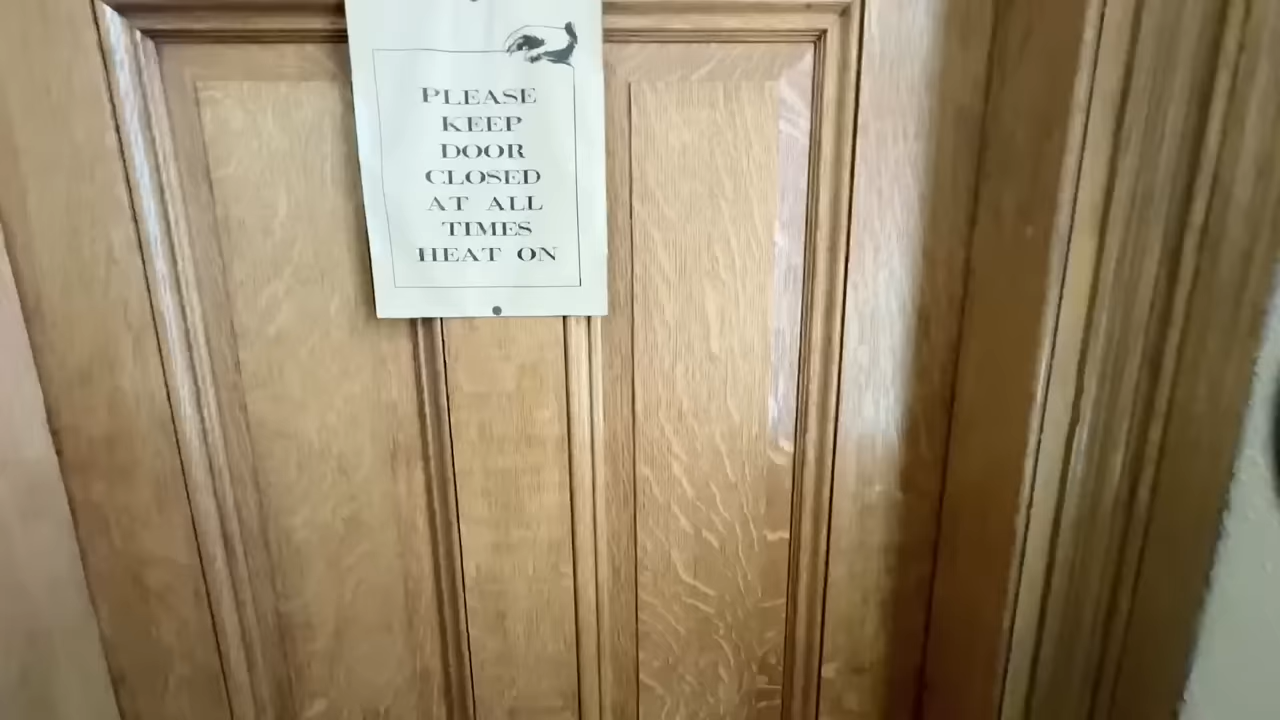 PLEASE
KEEP
DOOR
CLOSED
AT ALL
TIMES
HEAT ON